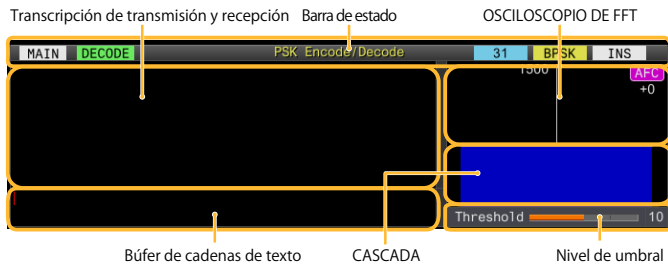 Transcripción de transmisión y recepción Barra de estado OSCILOSCOPIO DE FFT
MAIN DECODE PSK Encode/Decode 31 BPSK INS
1500 AFC
+0
Threshold 10
Búfer de cadenas de texto CASCADA Nivel de umbral